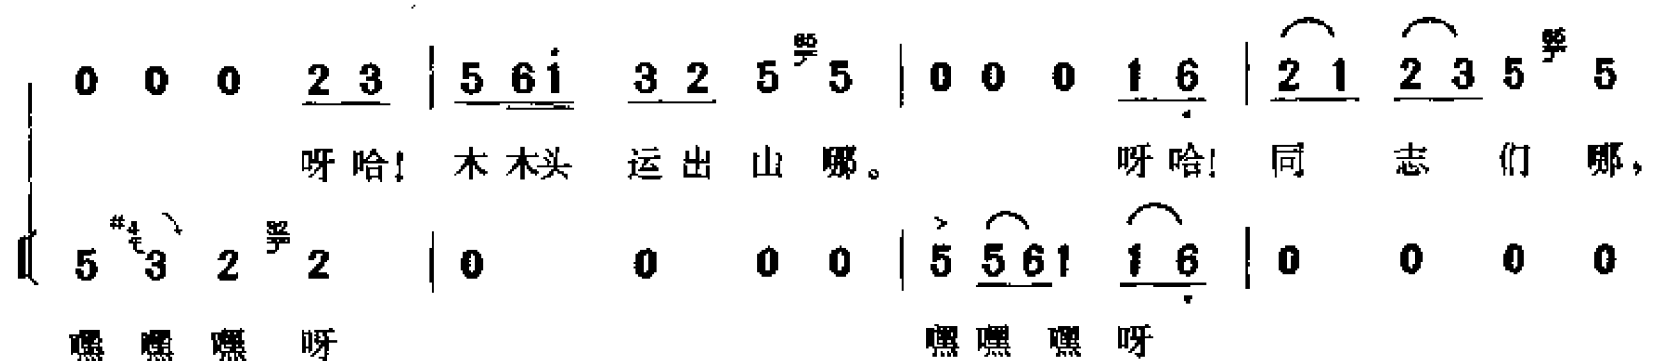 0 0 0 2 3 | 5 6 1 3 2 5 5 | 0 0 0 1 6 | 2 1 2 3 5 5
呀哈! 木 木头 运 出 山 哪。 呀哈! 同 志 们 哪,
5 #4 3 2 2 | 0 0 0 0 | 5 5 6 1 1 6 | 0 0 0 0
嘿 嘿 嘿 呀 嘿 嘿 嘿 呀